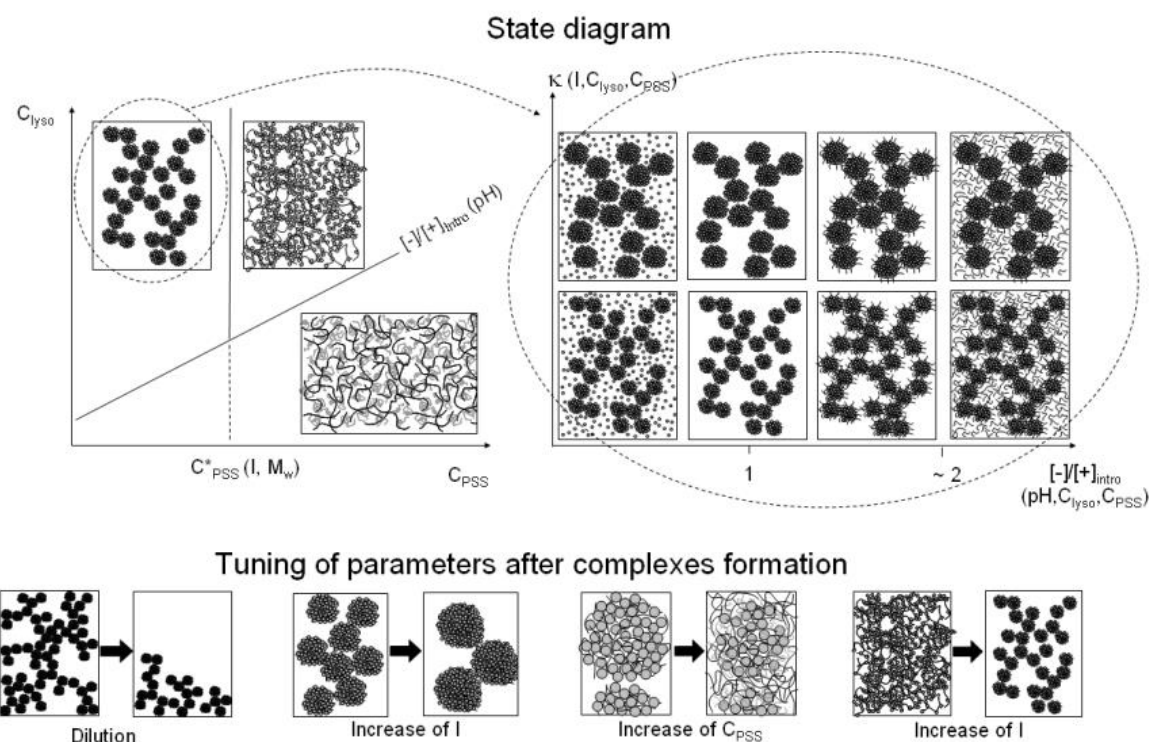 State diagram
C_lyso
[-]/[+]_intro (pH)
C*_PSS (I, M_w)
C_PSS
κ (I,C_lyso,C_PSS)
1
~ 2
[-]/[+]_intro
(pH,C_lyso,C_PSS)
Tuning of parameters after complexes formation
Dilution
Increase of I
Increase of C_PSS
Increase of I